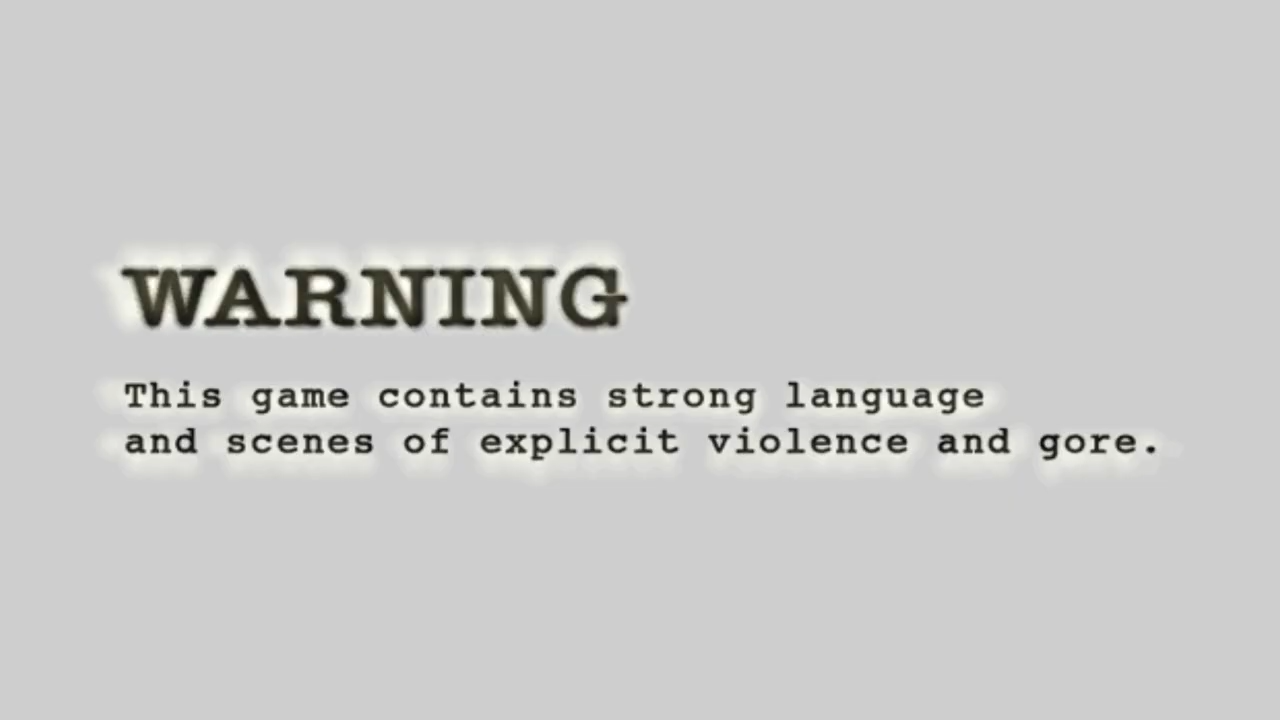 WARNING
This game contains strong language
and scenes of explicit violence and gore.